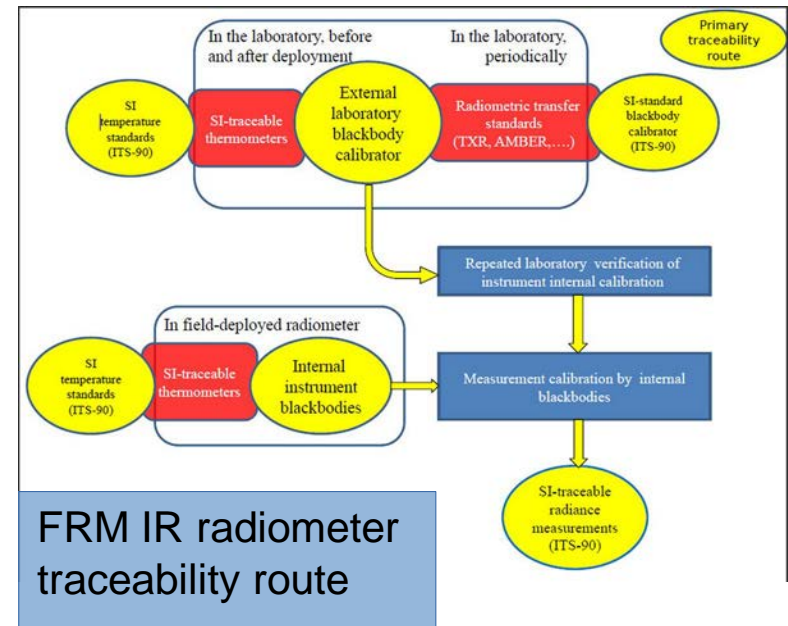 In the laboratory, before
and after deployment
In the laboratory,
periodically
Primary
traceability
route
SI
temperature
standards
(ITS-90)
SI-traceable
thermometers
External
laboratory
blackbody
calibrator
Radiometric transfer
standards
(TXR, AMBER,....)
SI-standard
blackbody
calibrator
(ITS-90)
Repeated laboratory verification of
instrument internal calibration
In field-deployed radiometer
SI
temperature
standards
(ITS-90)
SI-traceable
thermometers
Internal
instrument
blackbodies
Measurement calibration by internal
blackbodies
SI-traceable
radiance
measurements
(ITS-90)
FRM IR radiometer
traceability route